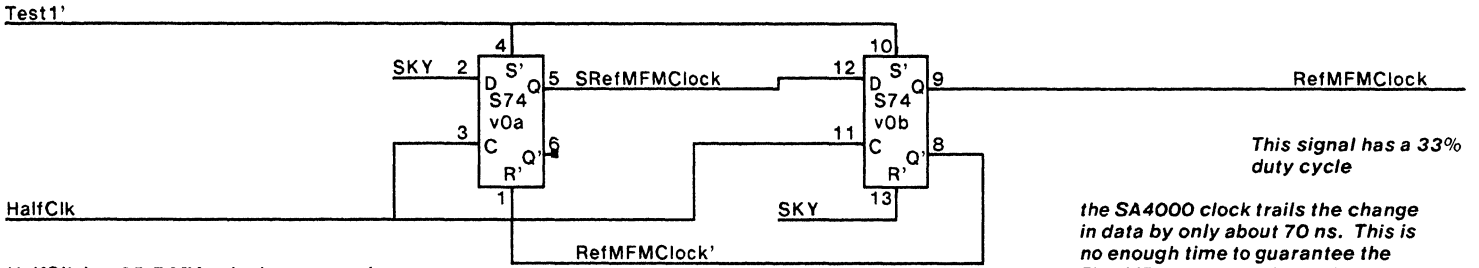 Test1'
4
10
SKY 2
S'
5 SRefMFMClock
12
S'
9
RefMFMClock
D
Q
S74
v0a
D
Q
S74
v0b
3
C
Q'
6
11
C
Q'
8
R'
R'
This signal has a 33%
duty cycle
1
13
HalfClk
SKY
the SA4000 clock trails the change
in data by only about 70 ns. This is
no enough time to guarantee the
RefMFMClock'